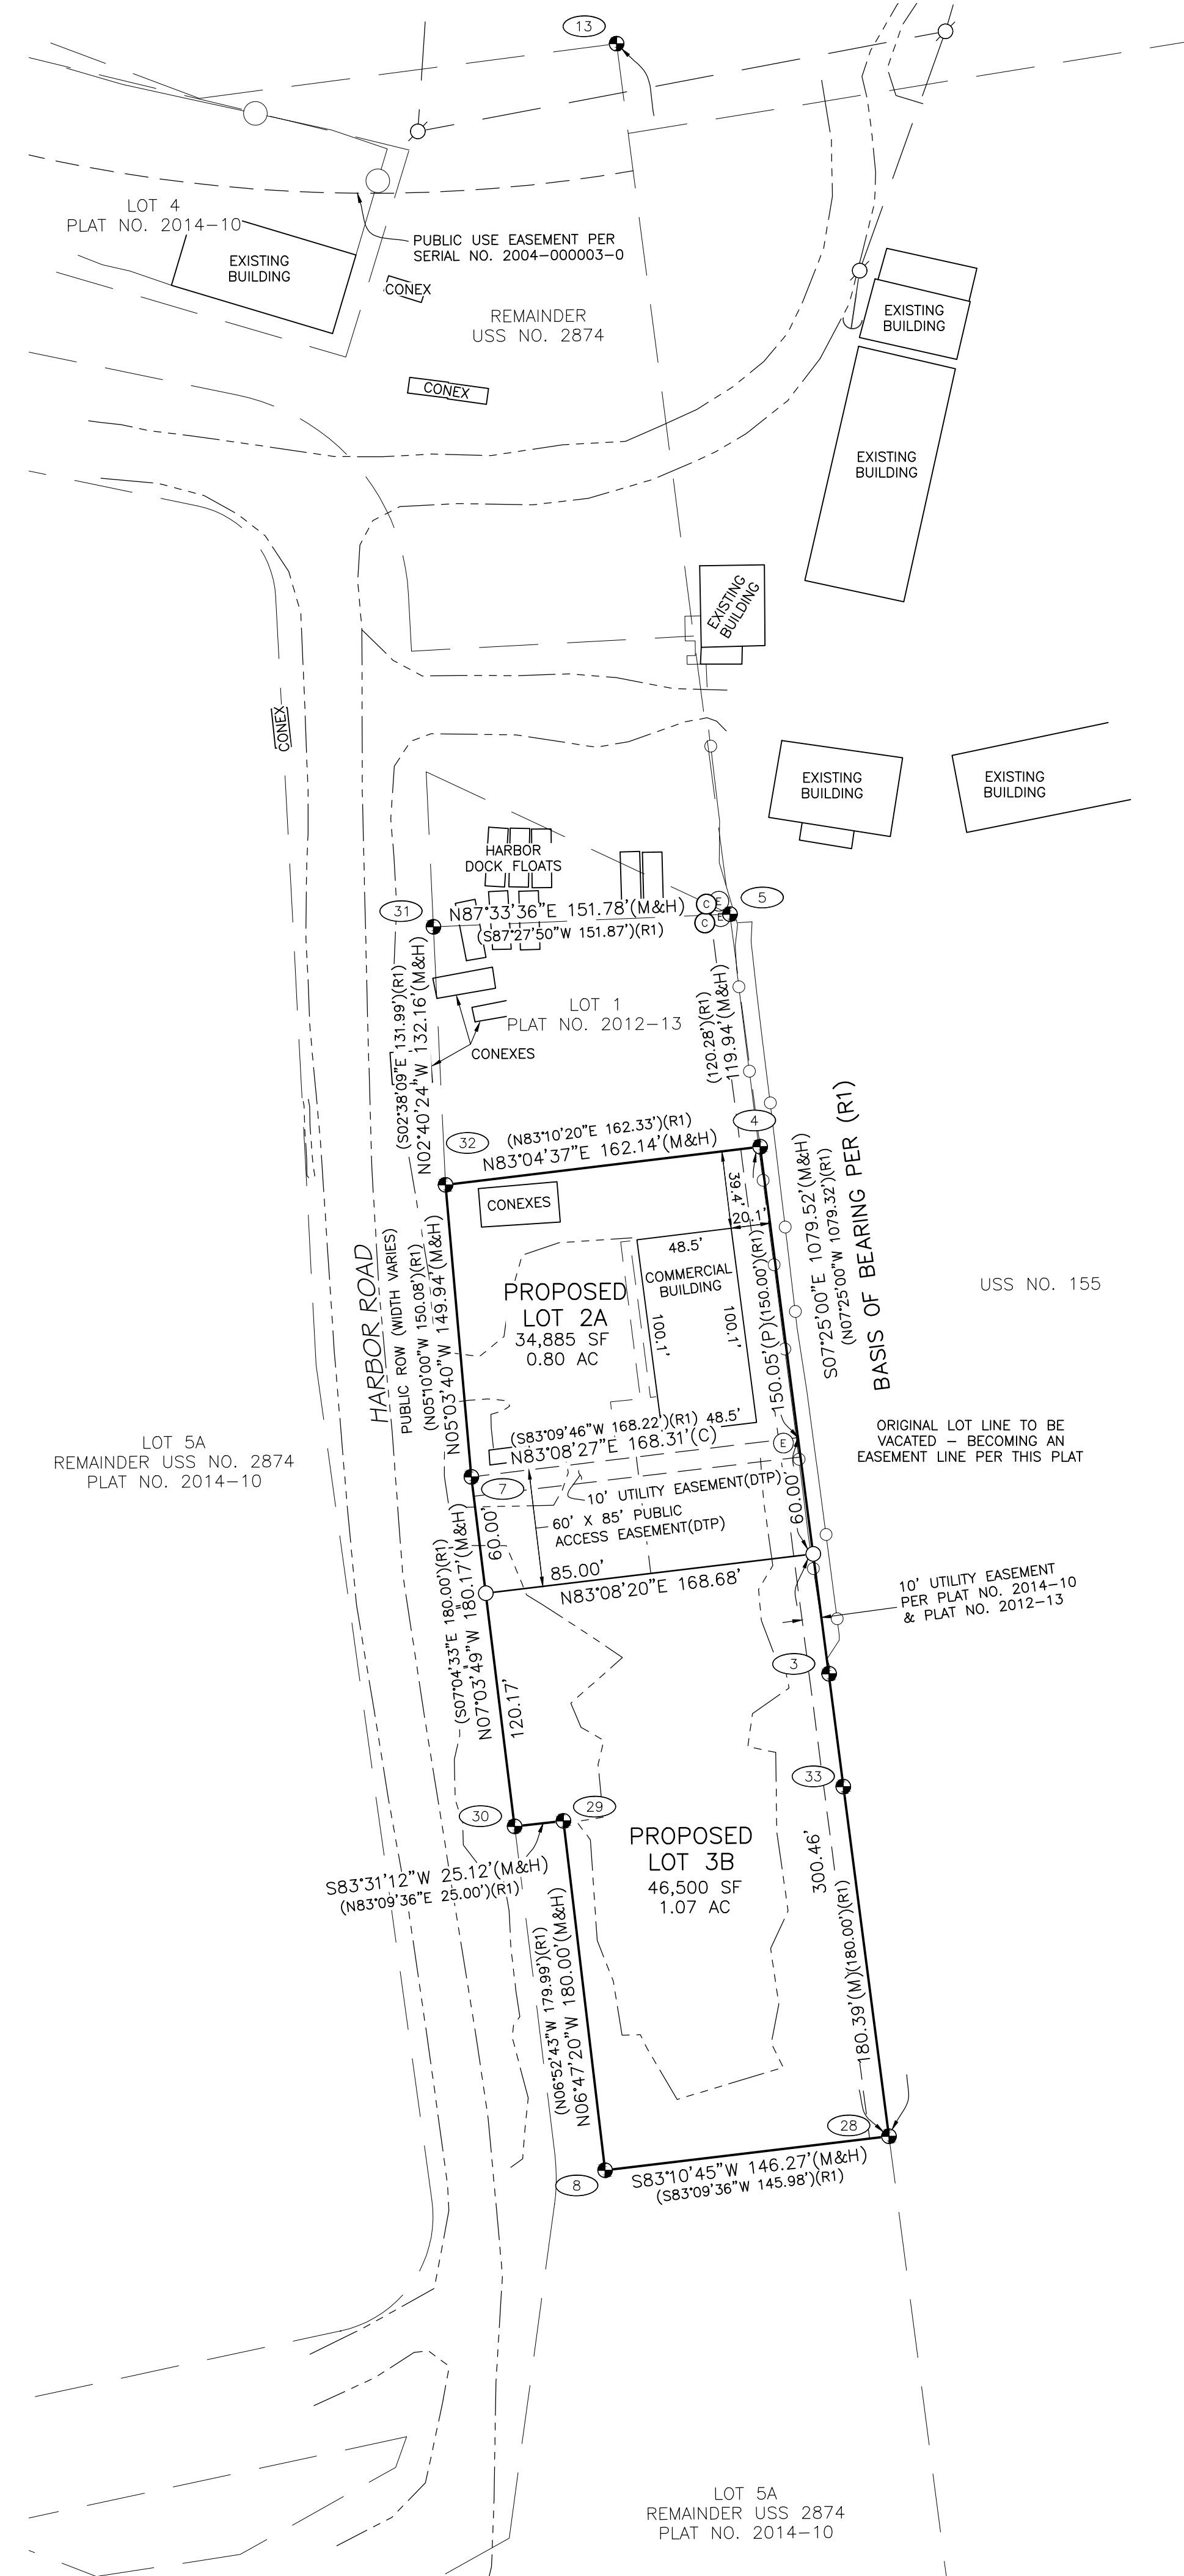 13
LOT 4
PLAT NO. 2014-10
EXISTING
BUILDING
PUBLIC USE EASEMENT PER
SERIAL NO. 2004-000003-0
CONEX
REMAINDER
USS NO. 2874
CONEX
EXISTING
BUILDING
EXISTING
BUILDING
EXISTING
BUILDING
CONEX
EXISTING
BUILDING
EXISTING
BUILDING
HARBOR
DOCK FLOATS
31
N87°33'36"E 151.78'(M&H)
(S87°27'50"W 151.87')(R1)
C
E
C
E
5
(S02°38'09"E 131.99')(R1)
N02°40'24"W 132.16'(M&H)
LOT 1
PLAT NO. 2012-13
CONEXES
(120.28')(R1)
119.94'(M&H)
32
(N83°10'20"E 162.33')(R1)
N83°04'37"E 162.14'(M&H)
4
CONEXES
39.4'
20.1'
48.5'
COMMERCIAL
BUILDING
100.1'
100.1'
48.5'
PROPOSED
LOT 2A
34,885 SF
0.80 AC
HARBOR ROAD
PUBLIC ROW (WIDTH VARIES)
(N05°10'00"W 150.08')(R1)
N05°03'40"W 149.94'(M&H)
150.05'(P)(150.00')(R1)
S07°25'00"E 1079.52'(M&H)
(N07°25'00"W 1079.32')(R1)
BASIS OF BEARING PER (R1)
USS NO. 155
ORIGINAL LOT LINE TO BE
VACATED — BECOMING AN
EASEMENT LINE PER THIS PLAT
LOT 5A
REMAINDER USS NO. 2874
PLAT NO. 2014-10
(S83°09'46"W 168.22')(R1)
N83°08'27"E 168.31'(C)
E
7
10' UTILITY EASEMENT(DTP)
60' X 85' PUBLIC
ACCESS EASEMENT(DTP)
60.00'
60.00'
85.00'
N83°08'20"E 168.68'
(S07°04'33"E 180.00')(R1)
N07°03'49"W 180.17'(M&H)
120.17'
10' UTILITY EASEMENT
PER PLAT NO. 2014-10
& PLAT NO. 2012-13
3
33
30
29
S83°31'12"W 25.12'(M&H)
(N83°09'36"E 25.00')(R1)
PROPOSED
LOT 3B
46,500 SF
1.07 AC
300.46'
180.39'(M)(180.00')(R1)
(N06°52'43"W 179.99')(R1)
N06°47'20"W 180.00'(M&H)
28
8
S83°10'45"W 146.27'(M&H)
(S83°09'36"W 145.98')(R1)
LOT 5A
REMAINDER USS 2874
PLAT NO. 2014-10